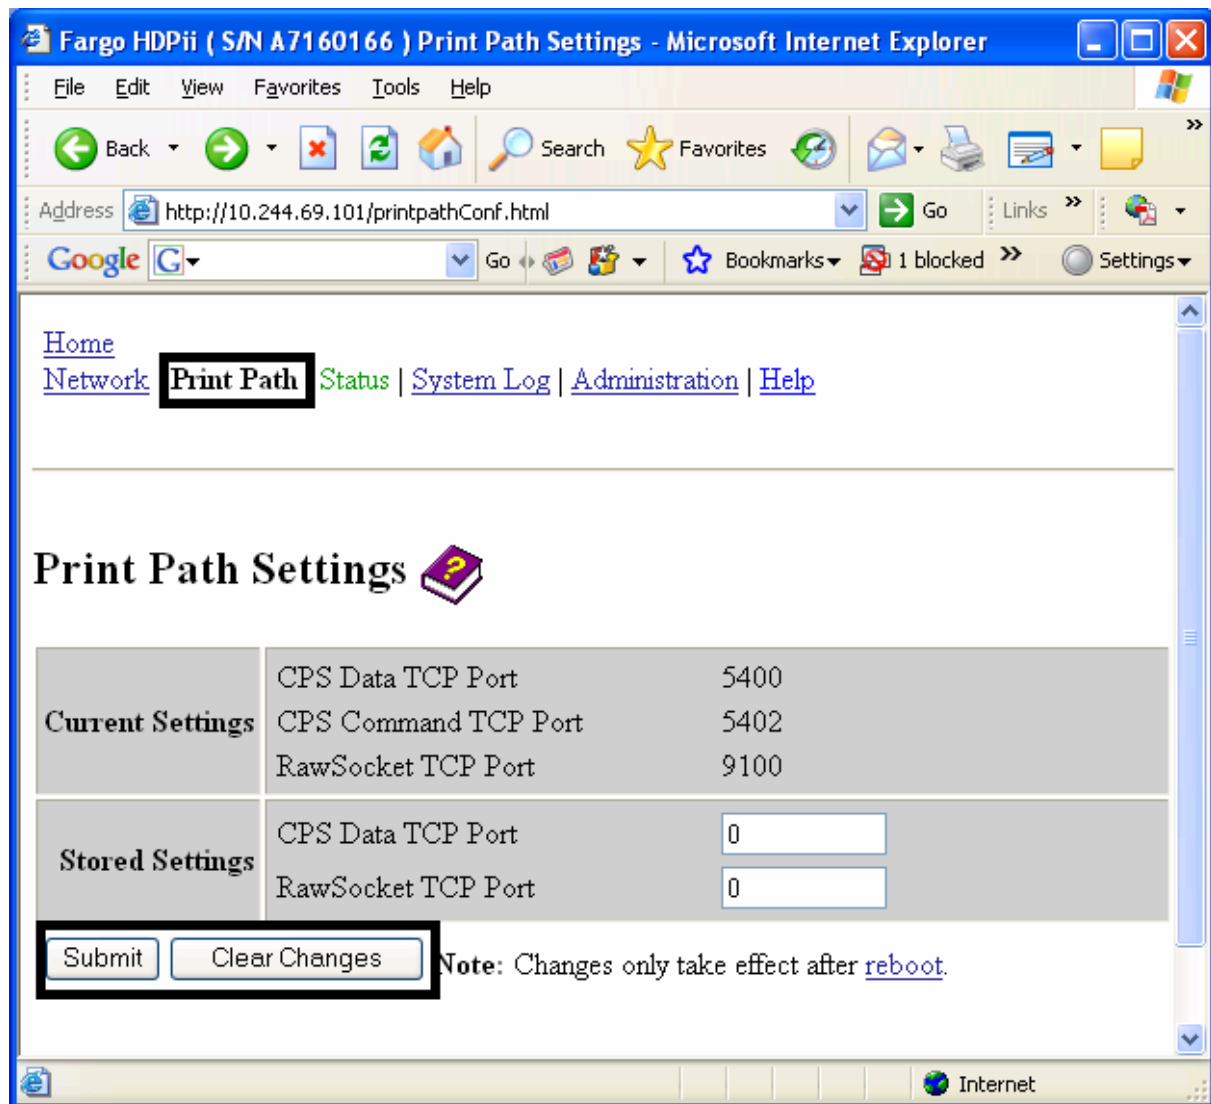 Fargo HDPii ( S/N A7160166 ) Print Path Settings - Microsoft Internet Explorer
File Edit View Favorites Tools Help
Back Search Favorites »
Address http://10.244.69.101/printpathConf.html Go Links »
Google G Go Bookmarks 1 blocked » Settings
Home
Network Print Path Status | System Log | Administration | Help
Print Path Settings ?
Current Settings
CPS Data TCP Port 5400
CPS Command TCP Port 5402
RawSocket TCP Port 9100
Stored Settings
CPS Data TCP Port 0
RawSocket TCP Port 0
Submit Clear Changes Note: Changes only take effect after reboot.
Internet